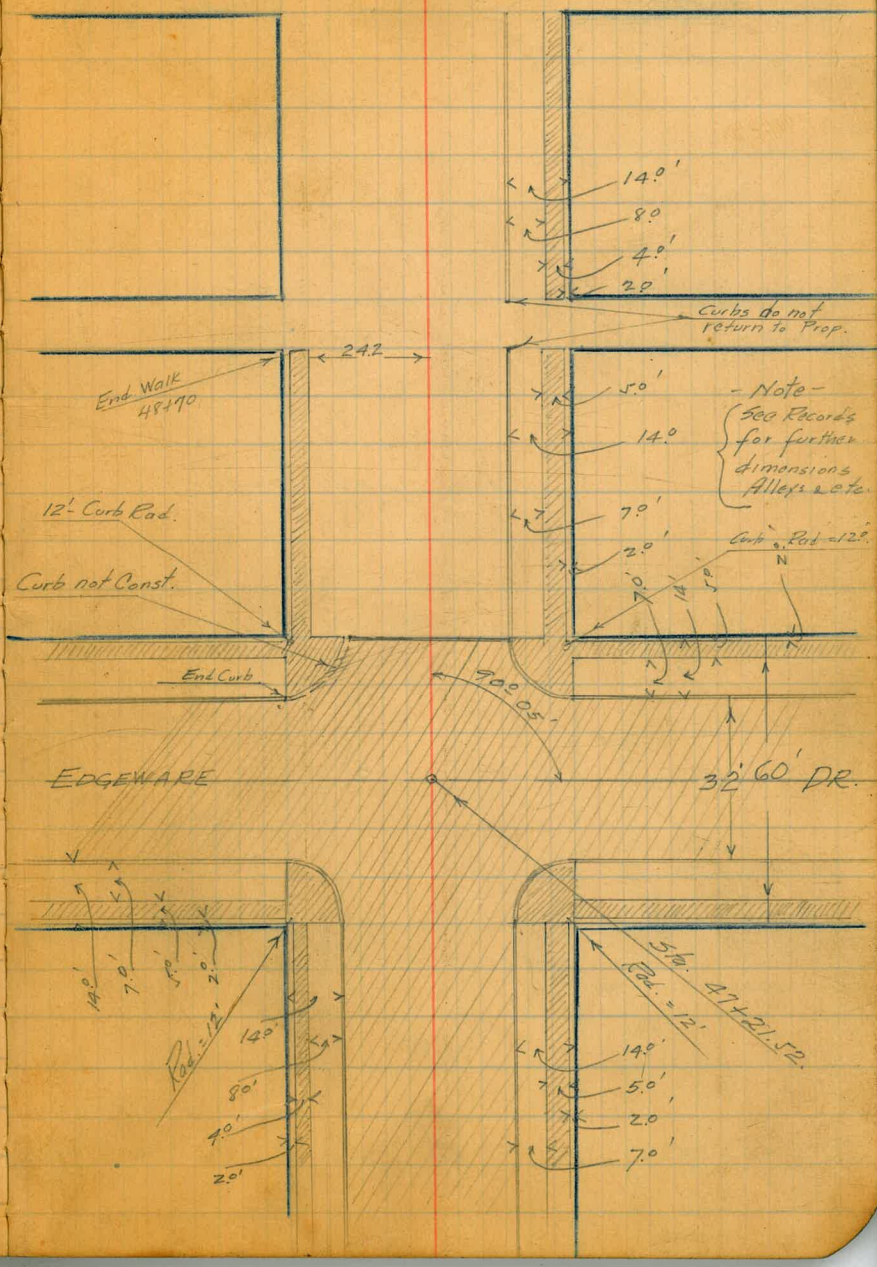 14.0'
8.0
4.0'
2.0'
Curbs do not
return to Prop.
24.2
End Walk
48+70
5.0'
14.0
7.0'
2.0'
- Note -
See Records
for further
dimonsions
Alleys & etc.
12'- Curb Rad.
Curb not Const.
End Curb
Curb Rad = 12.0'
7.0'
14'
5.0'
2.0'
90° 05'
EDGEWARE
32' 60' DR.
14.0'
7.0'
5.0'
2.0'
Rad. = 12'
14.0'
8.0'
4.0'
2.0'
Sta. 47+21.52
Rad. = 12'
14.0'
5.0'
2.0
7.0'